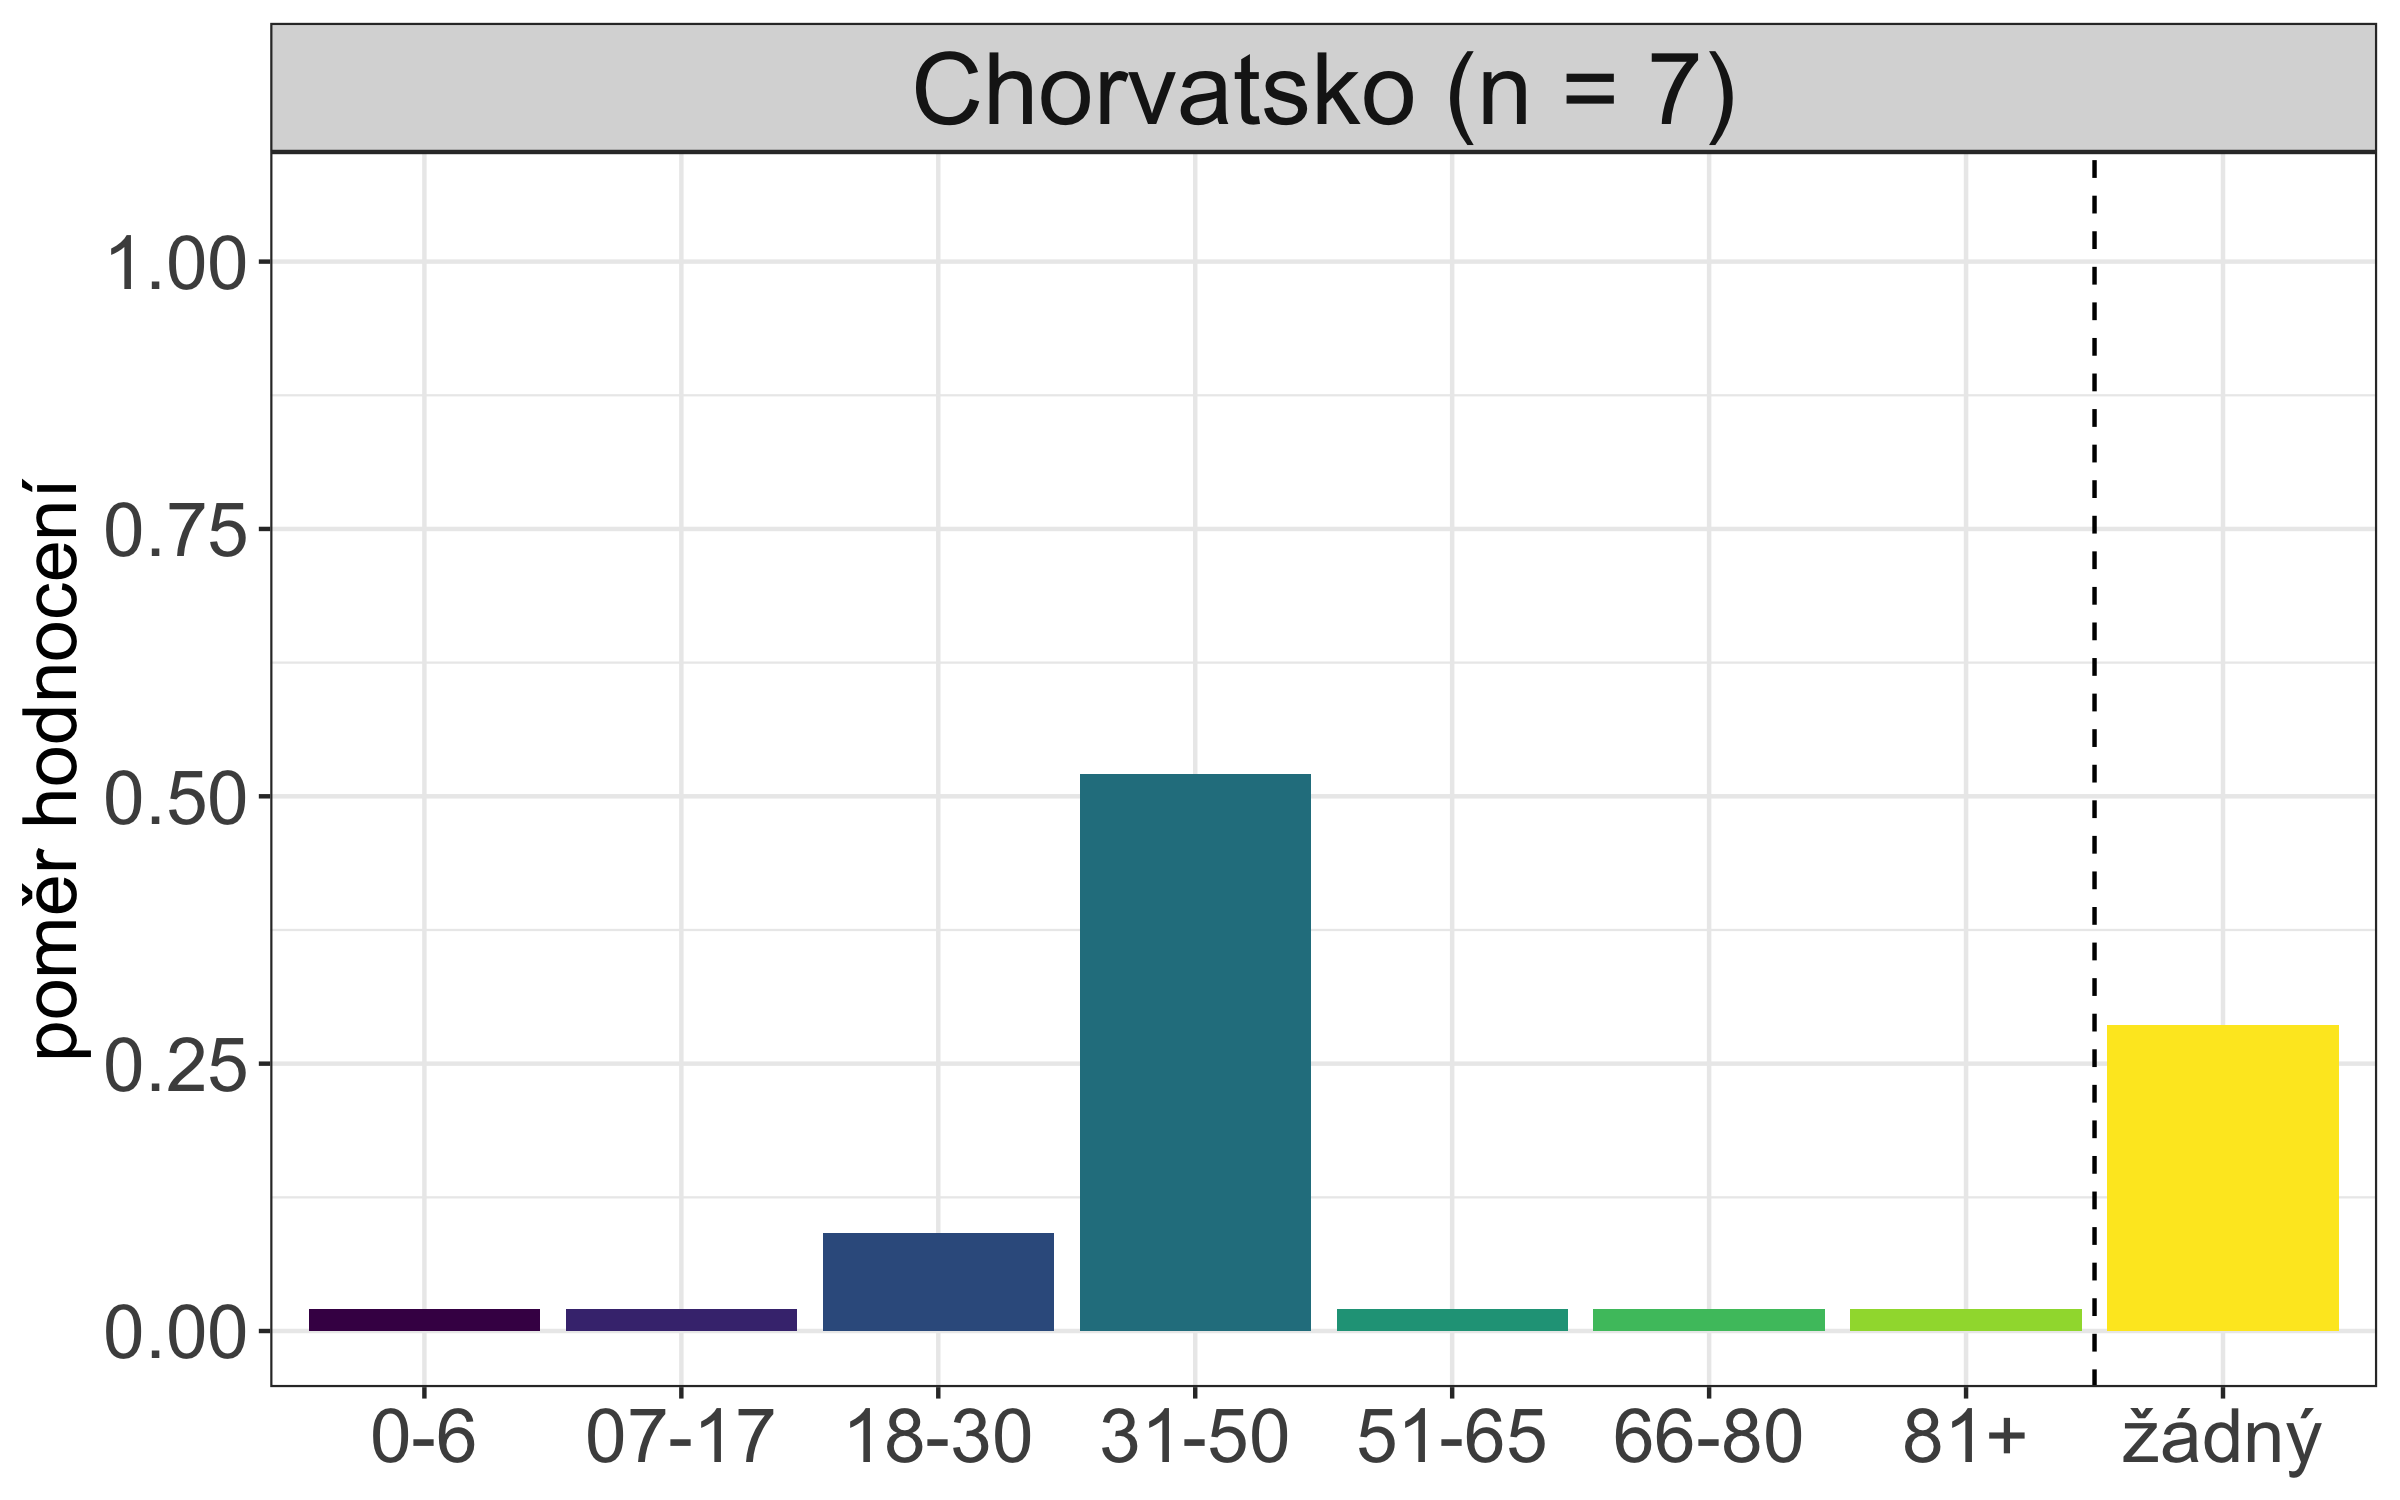 Chorvatsko (n = 7)
poměr hodnocení
1.00
0.75
0.50
0.25
0.00
0-6 07-17 18-30 31-50 51-65 66-80 81+ žádný